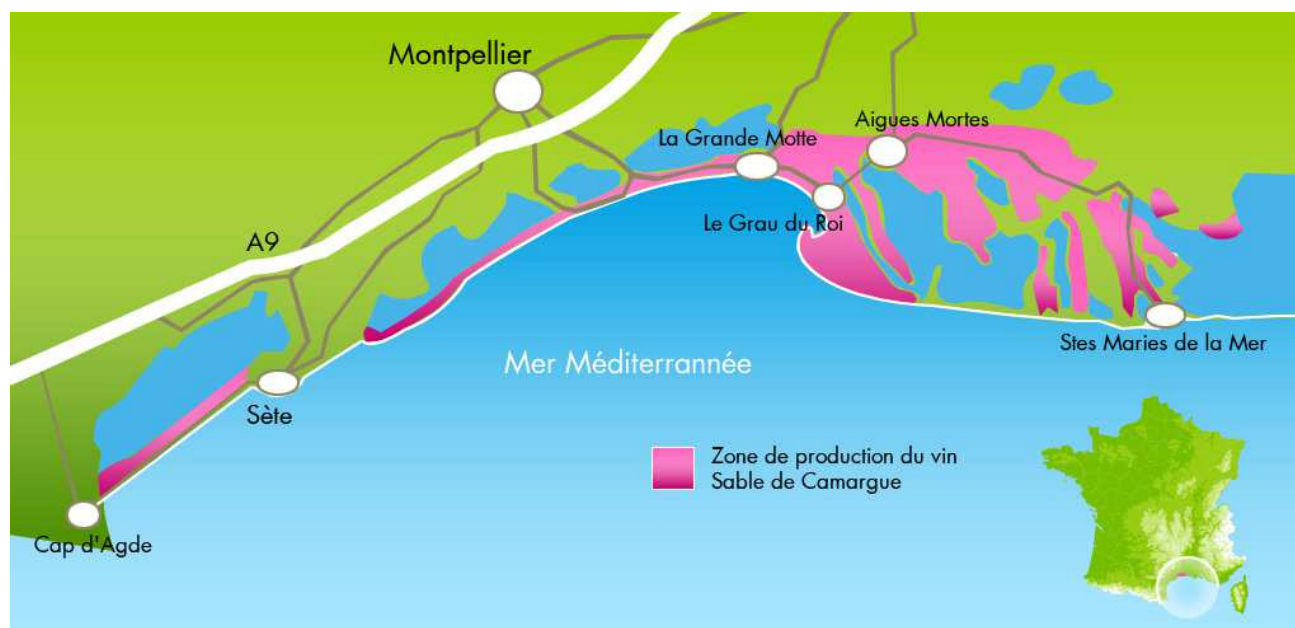 Montpellier
La Grande Motte
Aigues Mortes
Le Grau du Roi
A9
Stes Maries de la Mer
Mer Méditerrannée
Sète
Zone de production du vin
Sable de Camargue
Cap d'Agde